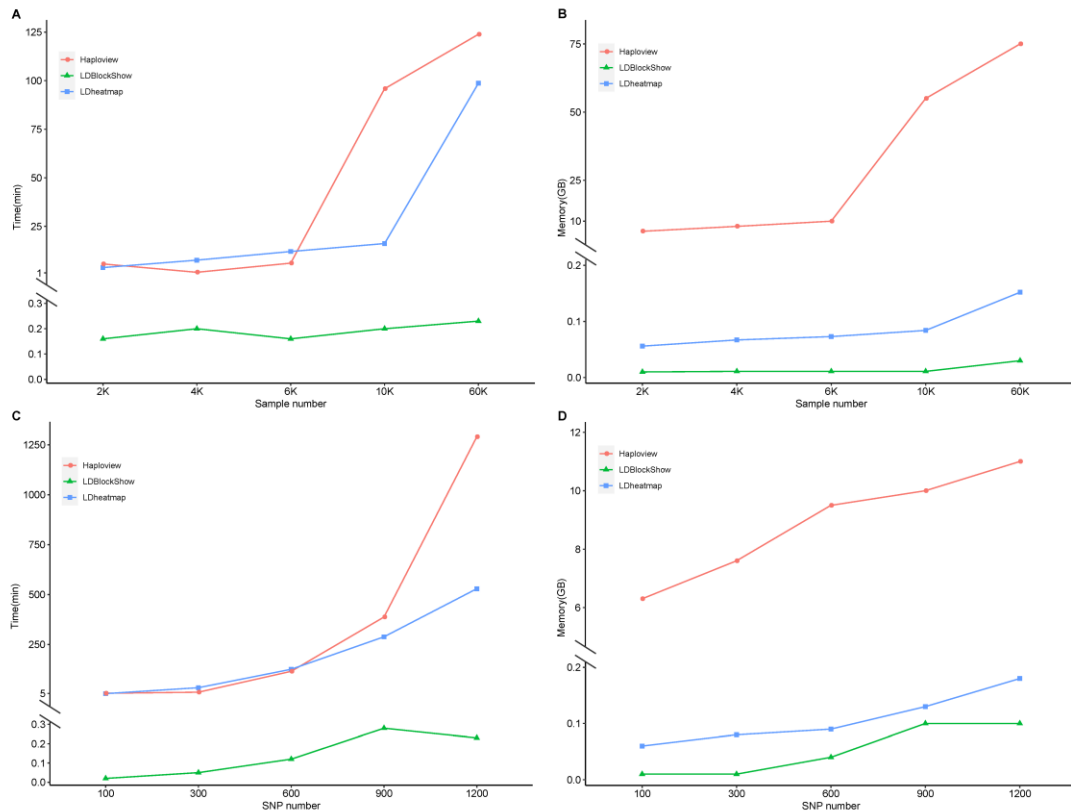 A
125
100
75
50
25
1
0.3
0.2
0.1
0.0
Time(min)
Haploview
LDBlockShow
LDheatmap
2K 4K 6K 10K 60K
Sample number
B
75
50
25
10
0.2
0.1
0.0
Memory(GB)
Haploview
LDBlockShow
LDheatmap
2K 4K 6K 10K 60K
Sample number
C
1250
1000
750
500
250
5
0.3
0.2
0.1
0.0
Time(min)
Haploview
LDBlockShow
LDheatmap
100 300 600 900 1200
SNP number
D
12
10
8
6
0.2
0.1
0.0
Memory(GB)
Haploview
LDBlockShow
LDheatmap
100 300 600 900 1200
SNP number